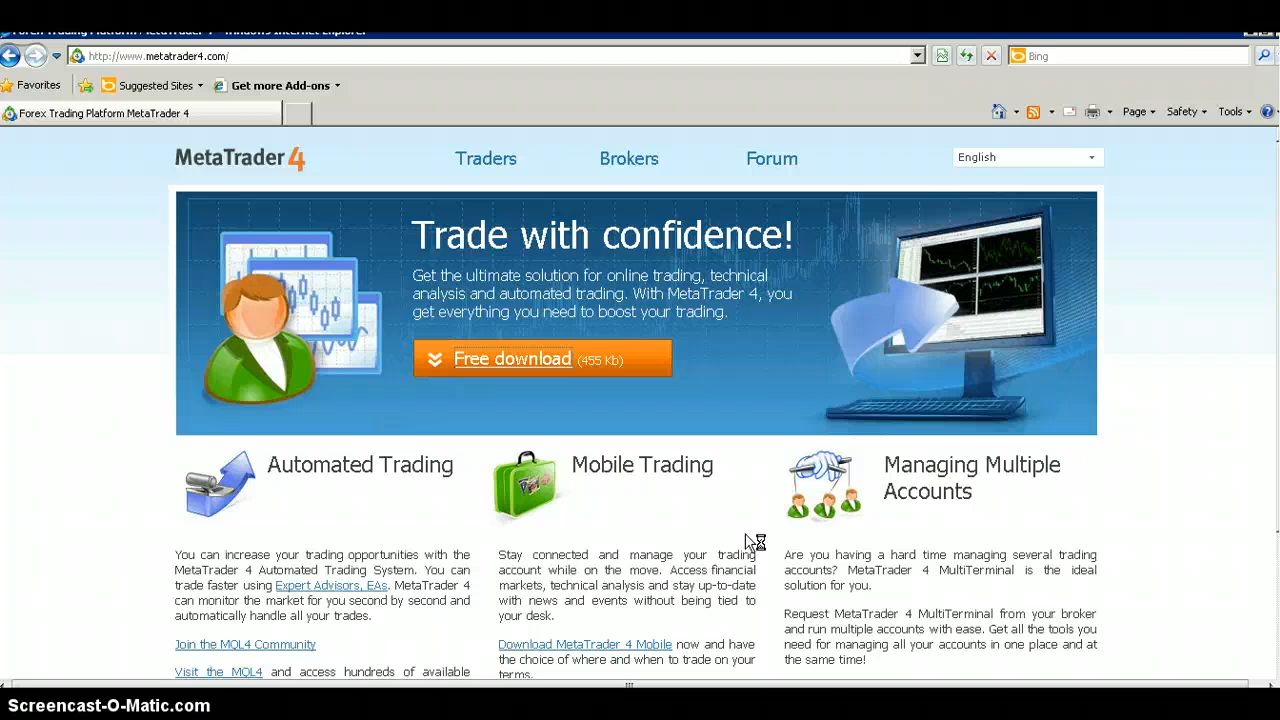 Forex Trading Platform MetaTrader 4 - Windows Internet Explorer
http://www.metatrader4.com/
Bing
Favorites
Suggested Sites
Get more Add-ons
Forex Trading Platform MetaTrader 4
Page
Safety
Tools
MetaTrader 4
Traders
Brokers
Forum
English
Trade with confidence!
Get the ultimate solution for online trading, technical
analysis and automated trading. With MetaTrader 4, you
get everything you need to boost your trading.
Free download (455 Kb)
Automated Trading
You can increase your trading opportunities with the
MetaTrader 4 Automated Trading System. You can
trade faster using Expert Advisors, EAs. MetaTrader 4
can monitor the market for you second by second and
automatically handle all your trades.
Join the MQL4 Community
Visit the MQL4 and access hundreds of available
Mobile Trading
Stay connected and manage your trading
account while on the move. Access financial
markets, technical analysis and stay up-to-date
with news and events without being tied to
your desk.
Download MetaTrader 4 Mobile now and have
the choice of where and when to trade on your
terms.
Managing Multiple
Accounts
Are you having a hard time managing several trading
accounts? MetaTrader 4 MultiTerminal is the ideal
solution for you.
Request MetaTrader 4 MultiTerminal from your broker
and run multiple accounts with ease. Get all the tools you
need for managing all your accounts in one place and at
the same time!
Screencast-O-Matic.com